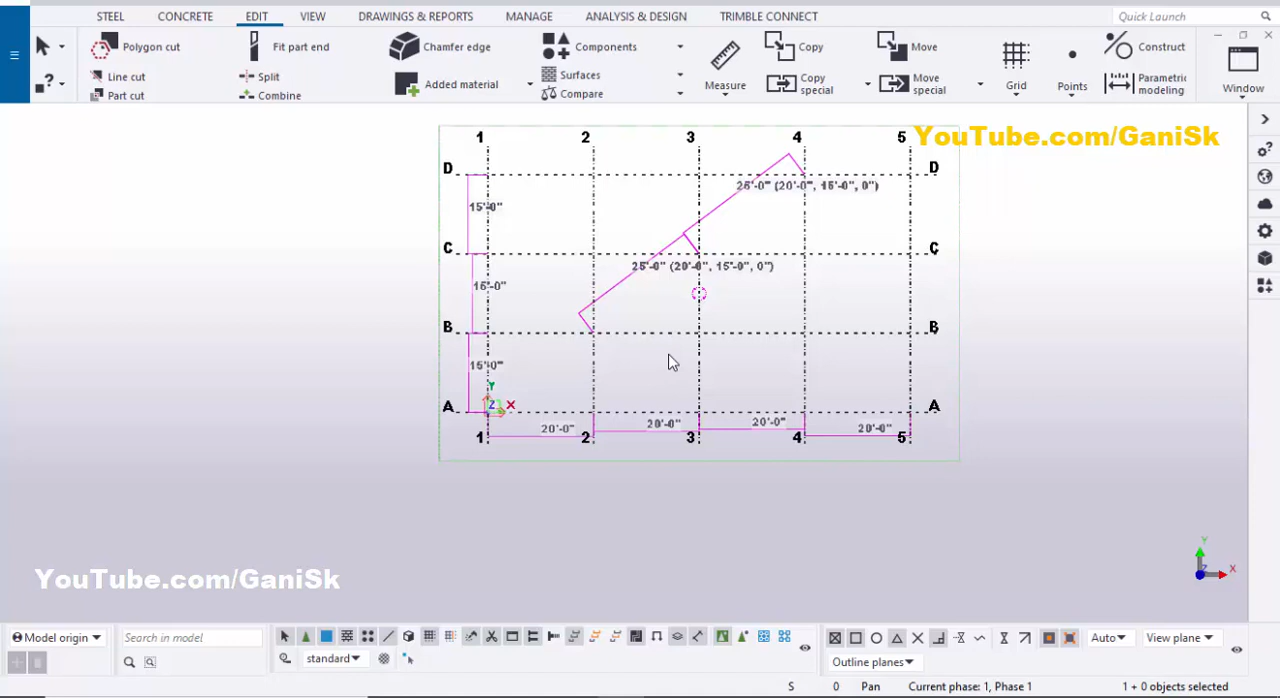 STEEL CONCRETE EDIT VIEW DRAWINGS & REPORTS MANAGE ANALYSIS & DESIGN TRIMBLE CONNECT Quick Launch
Polygon cut Fit part end Chamfer edge Components Copy Move Construct
Line cut Split Added material Surfaces Measure Copy special Move special Grid Points Parametric modeling Window
Part cut Combine Compare
YouTube.com/GaniSk
1 2 3 4 5
D D
25'-0" (20'-0", 15'-0", 0")
15'-0"
C C
25'-0" (20'-0", 15'-0", 0")
15'-0"
B B
15'-0"
Y
A Z X A
20'-0" 20'-0" 20'-0" 20'-0"
1 2 3 4 5
Y
Z X
YouTube.com/GaniSk
Model origin Search in model Auto View plane
standard Outline planes
S 0 Pan Current phase: 1, Phase 1 1 + 0 objects selected